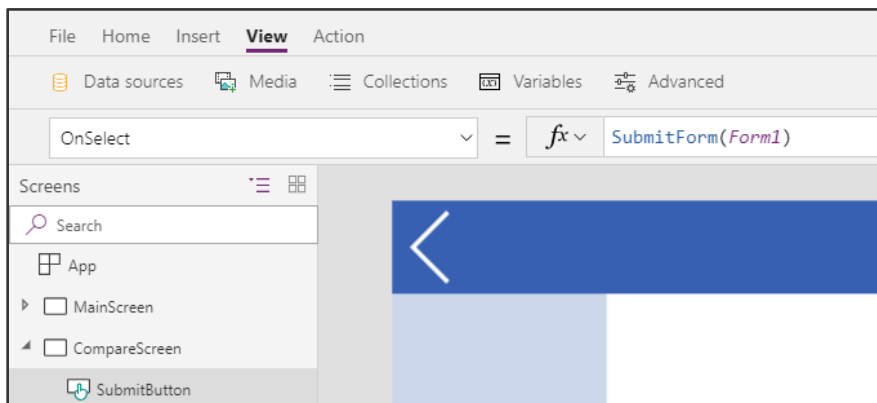 File Home Insert View Action
Data sources Media Collections (x) Variables Advanced
OnSelect = fx SubmitForm(Form1)
Screens
Search
App
MainScreen
CompareScreen
SubmitButton